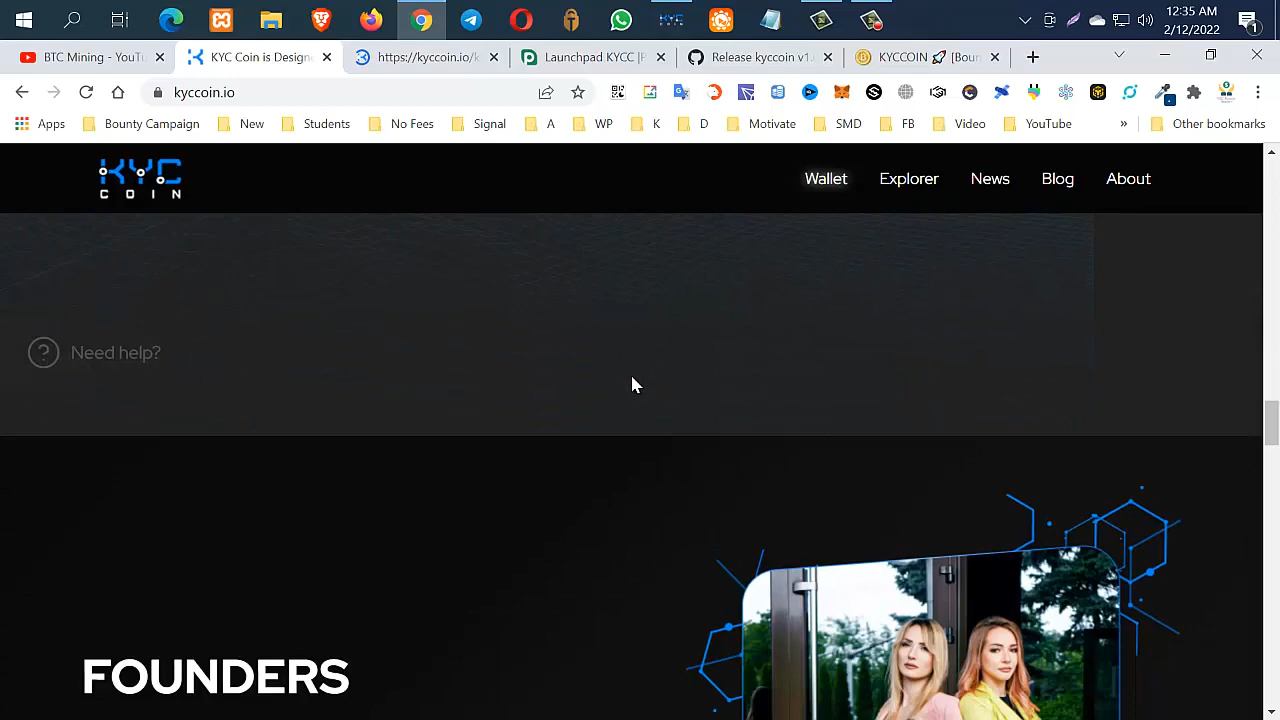 12:35 AM
2/12/2022
1
BTC Mining - YouTu
KYC Coin is Designe
https://kyccoin.io/k
Launchpad KYCC |P
Release kyccoin v1.
KYCCOIN 🚀 [Boun
kyccoin.io
Apps
Bounty Campaign
New
Students
No Fees
Signal
A
WP
K
D
Motivate
SMD
FB
Video
YouTube
»
Other bookmarks
KYC
COIN
Wallet
Explorer
News
Blog
About
? Need help?
FOUNDERS